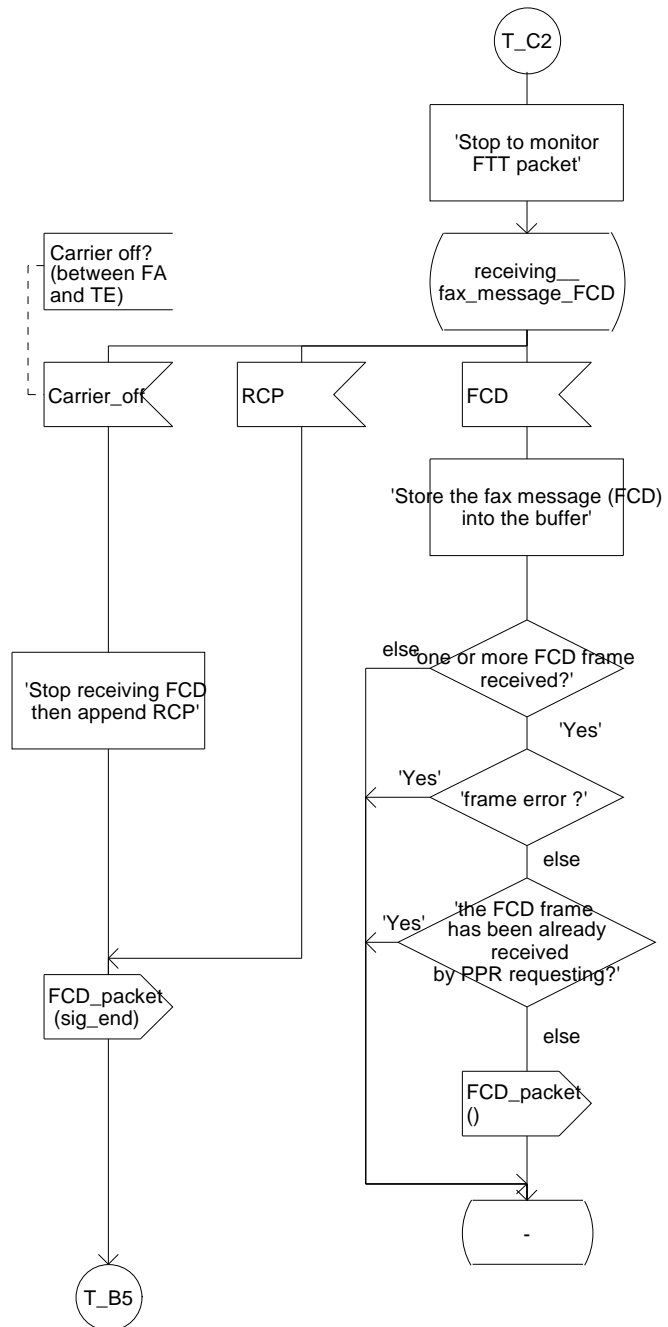 T_C2
'Stop to monitor
FTT packet'
Carrier off?
(between FA
and TE)
receiving__
fax_message_FCD
Carrier_off
RCP
FCD
'Store the fax message (FCD)
into the buffer'
else
'one or more FCD frame
received?'
'Yes'
'Stop receiving FCD
then append RCP'
'Yes'
'frame error ?'
else
'Yes'
'the FCD frame
has been already
received
by PPR requesting?'
else
FCD_packet
(sig_end)
FCD_packet
()
-
T_B5